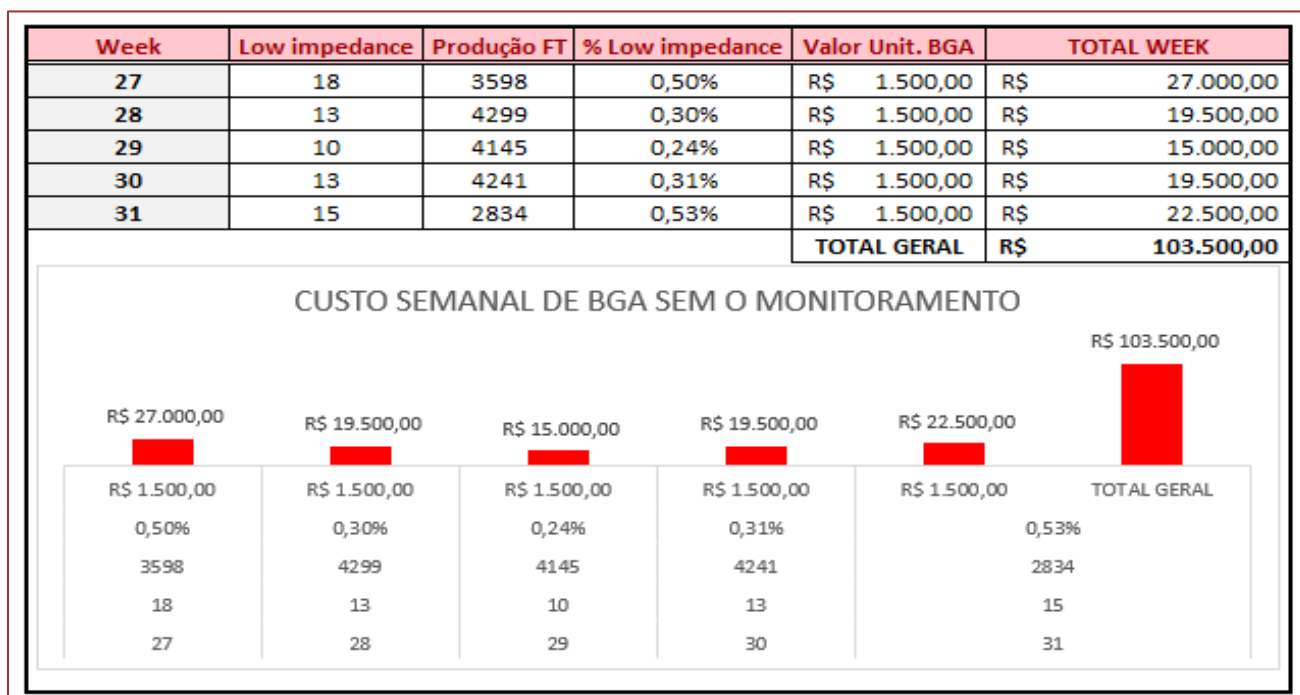 Week Low impedance Produção FT % Low impedance Valor Unit. BGA TOTAL WEEK
27 18 3598 0,50% R$ 1.500,00 R$ 27.000,00
28 13 4299 0,30% R$ 1.500,00 R$ 19.500,00
29 10 4145 0,24% R$ 1.500,00 R$ 15.000,00
30 13 4241 0,31% R$ 1.500,00 R$ 19.500,00
31 15 2834 0,53% R$ 1.500,00 R$ 22.500,00
TOTAL GERAL R$ 103.500,00
CUSTO SEMANAL DE BGA SEM O MONITORAMENTO
R$ 103.500,00
R$ 27.000,00 R$ 19.500,00 R$ 15.000,00 R$ 19.500,00 R$ 22.500,00
R$ 1.500,00 R$ 1.500,00 R$ 1.500,00 R$ 1.500,00 R$ 1.500,00 TOTAL GERAL
0,50% 0,30% 0,24% 0,31% 0,53%
3598 4299 4145 4241 2834
18 13 10 13 15
27 28 29 30 31